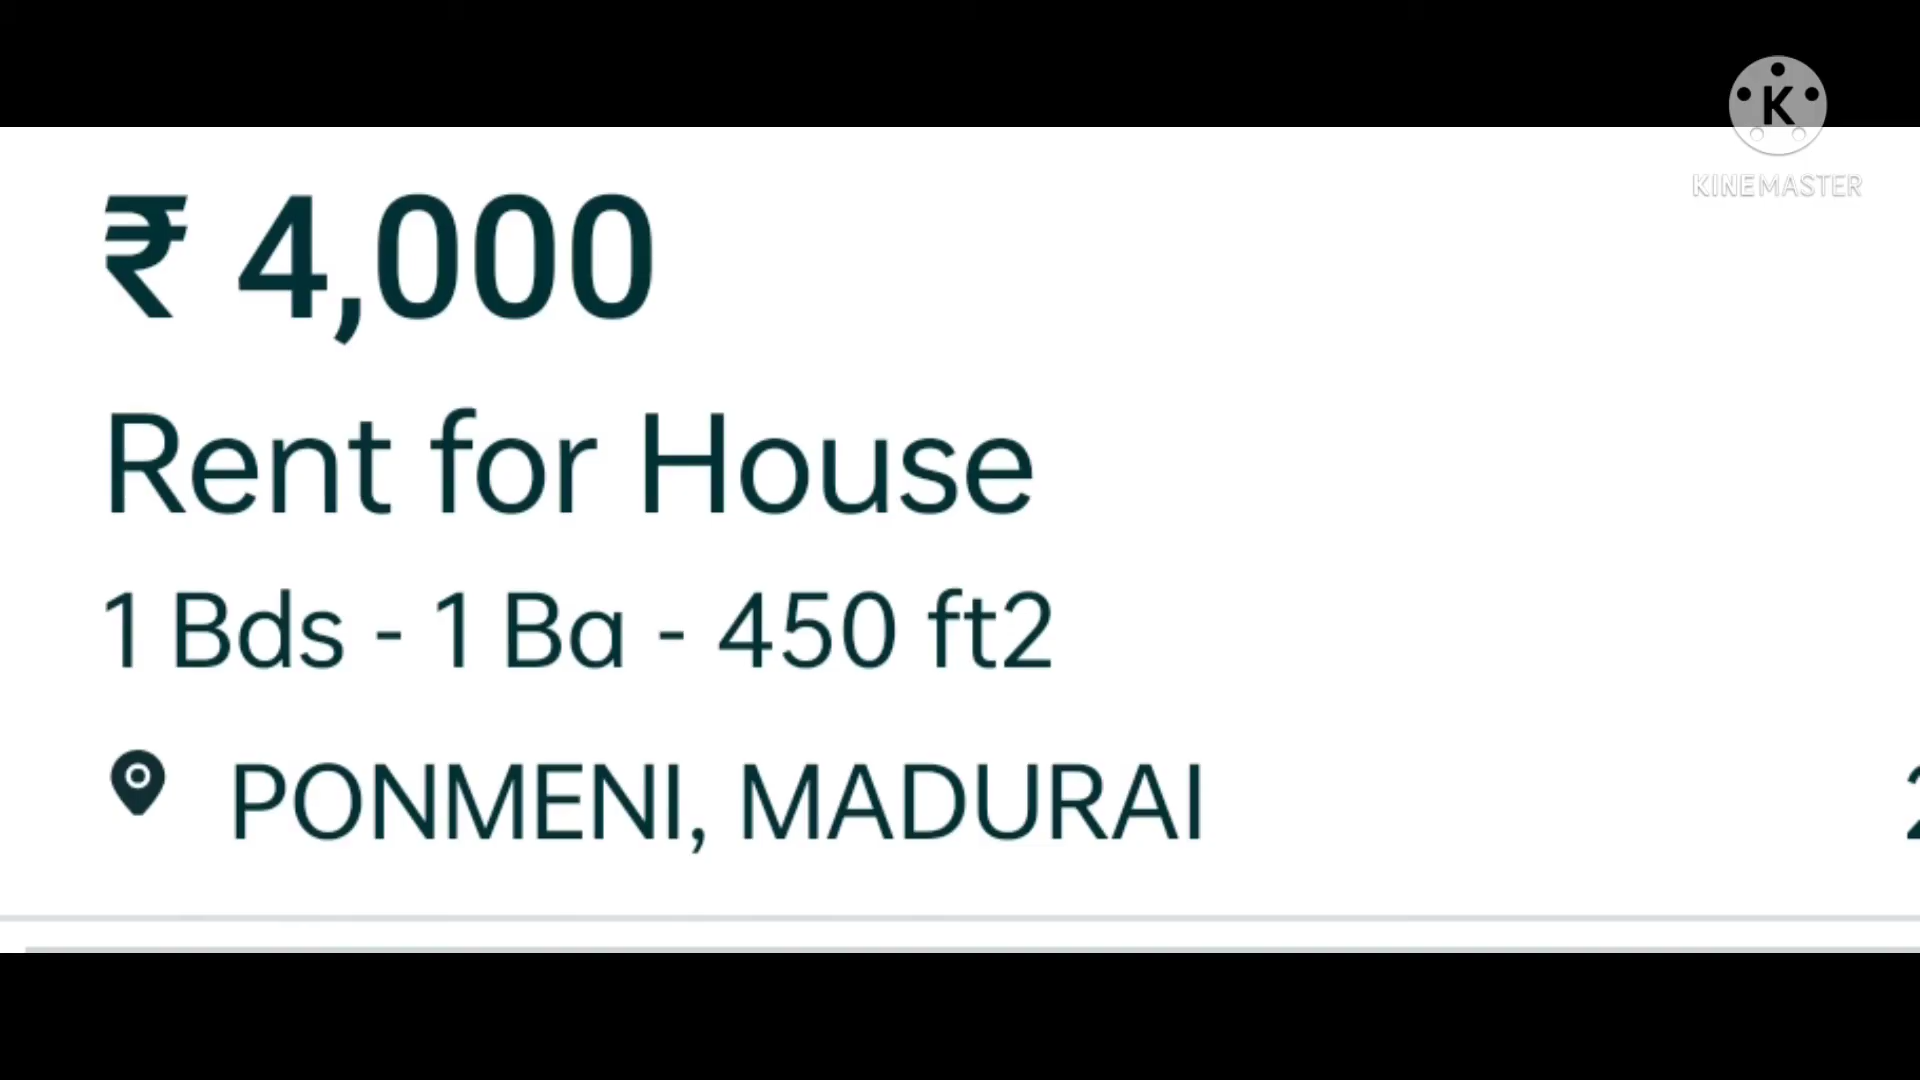 K
KINEMASTER
₹ 4,000
Rent for House
1 Bds - 1 Ba - 450 ft2
PONMENI, MADURAI